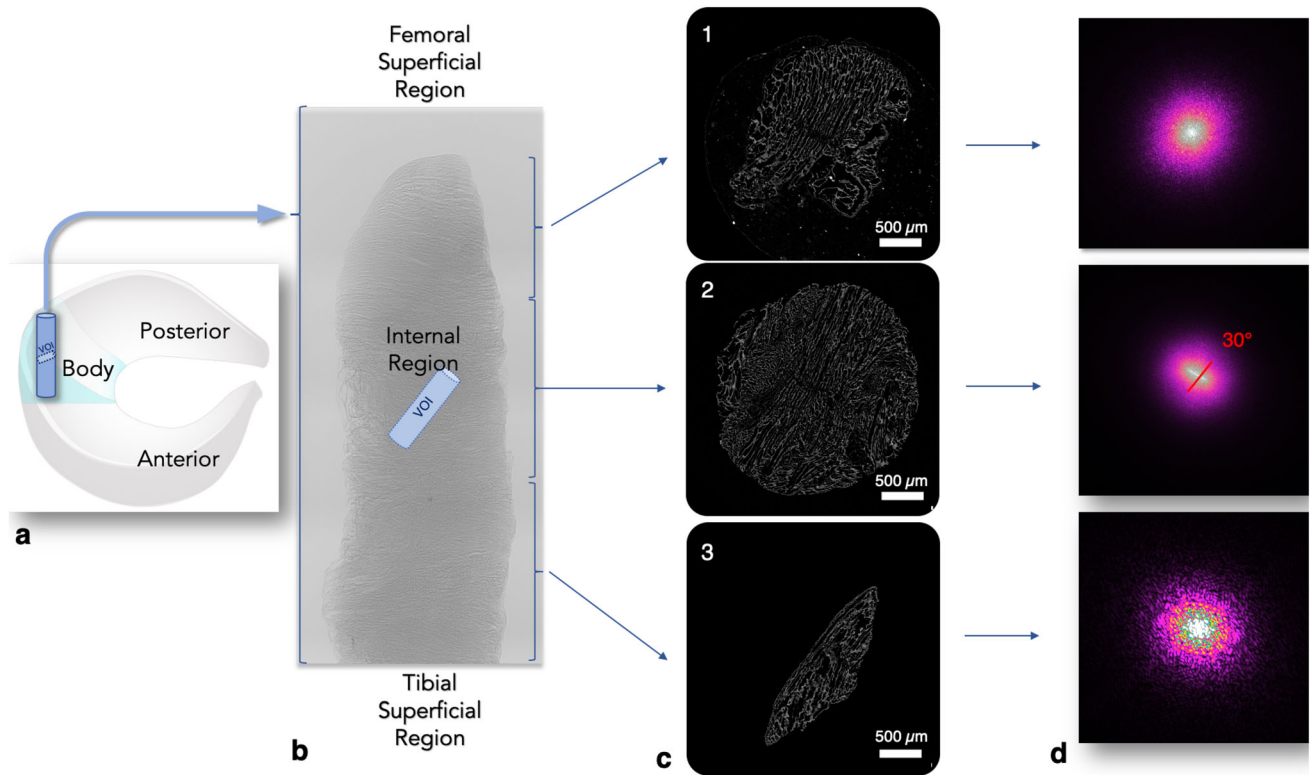 Femoral
Superficial
Region
Posterior
VOI
Body
Anterior
a
Internal
Region
VOI
Tibial
Superficial
Region
b
1
500 µm
2
500 µm
3
500 µm
c
30°
d